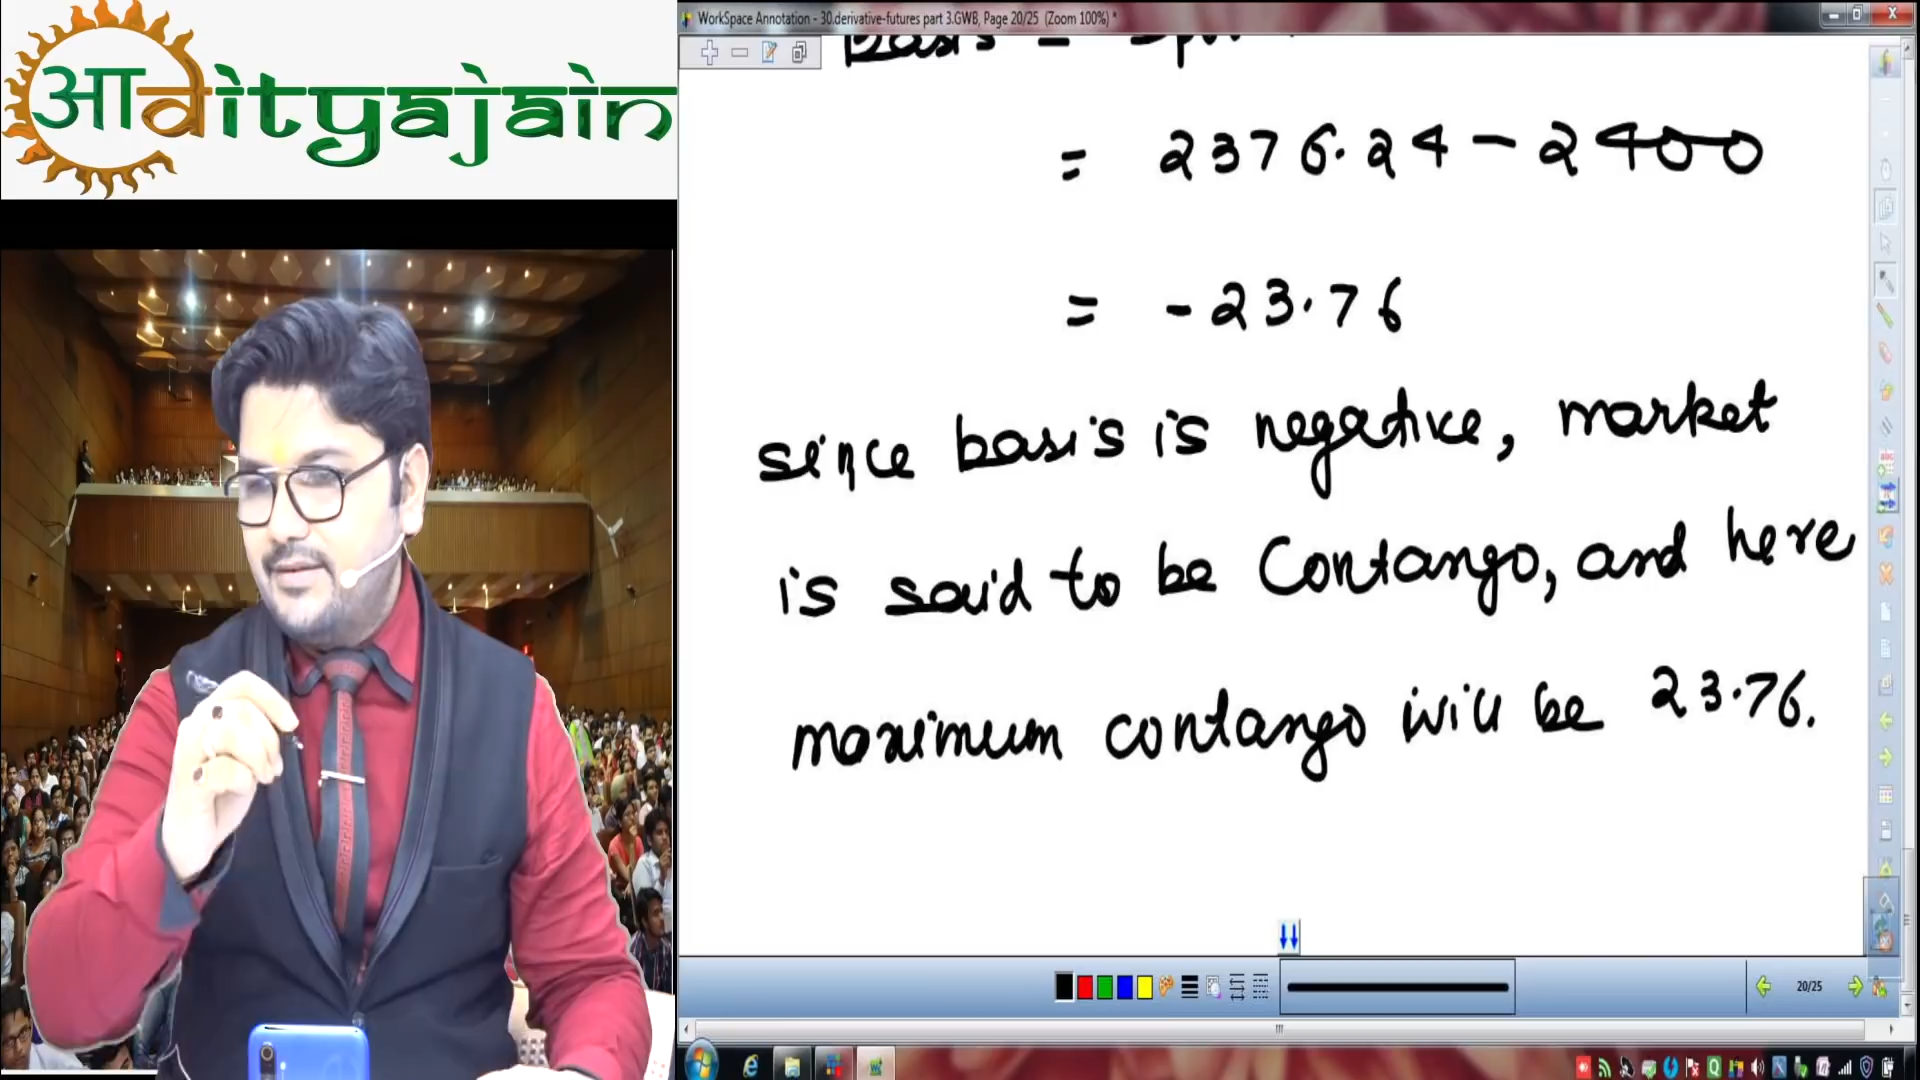 आdityajain
WorkSpace Annotation - 30.derivative-futures part 3.GWB, Page 20/25 (Zoom 100%) *
Basis =
= 2376.24 - 2400
= -23.76
since basis is negative, market
is said to be Contango, and here
maximum contango will be 23.76.
20/25